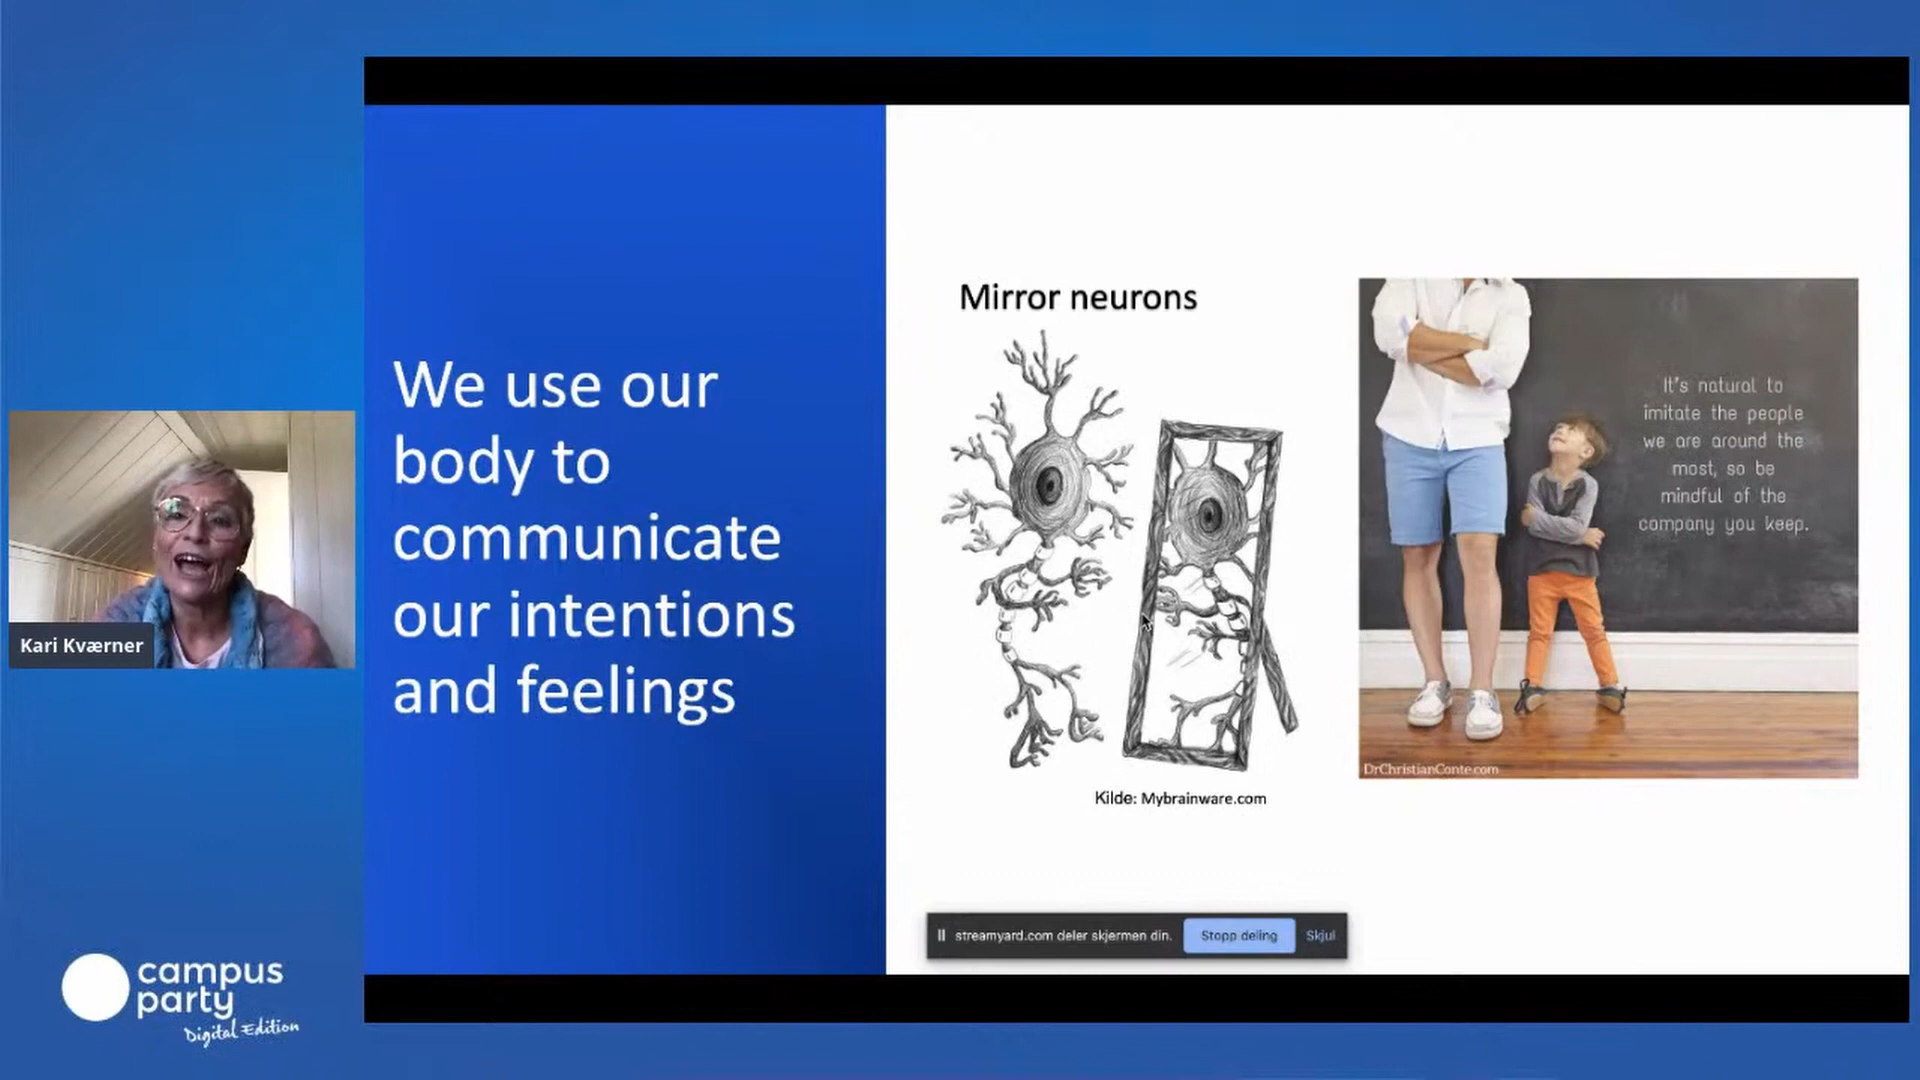 We use our
body to
communicate
our intentions
and feelings
Mirror neurons
Kilde: Mybrainware.com
It's natural to
imitate the people
we are around the
most, so be
mindful of the
company you keep.
DrChristianConte.com
Kari Kværner
streamyard.com deler skjermen din.
Stopp deling
Skjul
campus
party
Digital Edition